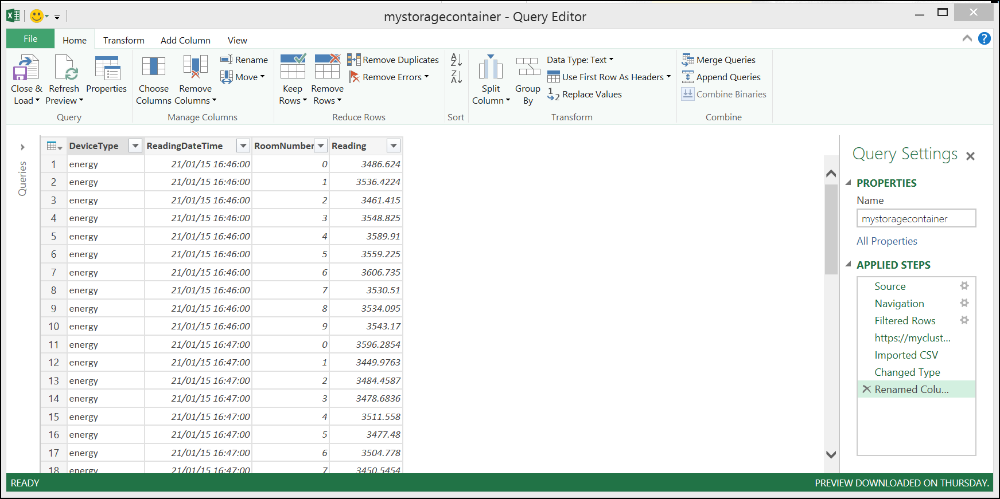 mystoragecontainer - Query Editor
File Home Transform Add Column View
Close & Load
Refresh Preview
Properties
Query
Choose Columns
Remove Columns
Rename
Move
Manage Columns
Keep Rows
Remove Rows
Remove Duplicates
Remove Errors
Reduce Rows
A Z
Z A
Sort
Split Column
Group By
Data Type: Text
Use First Row As Headers
1 2 Replace Values
Transform
Merge Queries
Append Queries
Combine Binaries
Combine
Queries
DeviceType ReadingDateTime RoomNumber Reading
1 energy 21/01/15 16:46:00 0 3486.624
2 energy 21/01/15 16:46:00 1 3536.4224
3 energy 21/01/15 16:46:00 2 3461.415
4 energy 21/01/15 16:46:00 3 3548.825
5 energy 21/01/15 16:46:00 4 3589.91
6 energy 21/01/15 16:46:00 5 3559.225
7 energy 21/01/15 16:46:00 6 3606.735
8 energy 21/01/15 16:46:00 7 3530.51
9 energy 21/01/15 16:46:00 8 3534.095
10 energy 21/01/15 16:46:00 9 3543.17
11 energy 21/01/15 16:47:00 0 3596.2854
12 energy 21/01/15 16:47:00 1 3449.9763
13 energy 21/01/15 16:47:00 2 3484.4587
14 energy 21/01/15 16:47:00 3 3478.6836
15 energy 21/01/15 16:47:00 4 3511.558
16 energy 21/01/15 16:47:00 5 3477.48
17 energy 21/01/15 16:47:00 6 3504.778
18 energy 21/01/15 16:47:00 7 3450.5454
Query Settings
PROPERTIES
Name
mystoragecontainer
All Properties
APPLIED STEPS
Source
Navigation
Filtered Rows
https://myclust...
Imported CSV
Changed Type
Renamed Colu...
READY
PREVIEW DOWNLOADED ON THURSDAY.